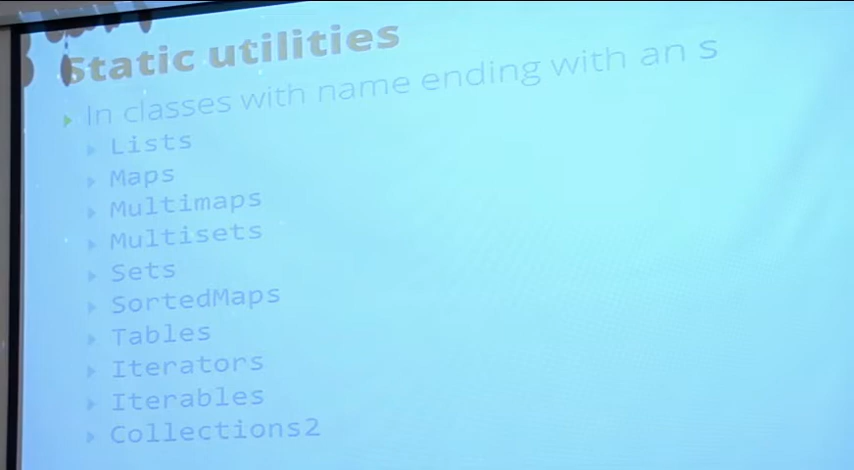 Static utilities
In classes with name ending with an s
Lists
Maps
Multimaps
Multisets
Sets
SortedMaps
Tables
Iterators
Iterables
Collections2